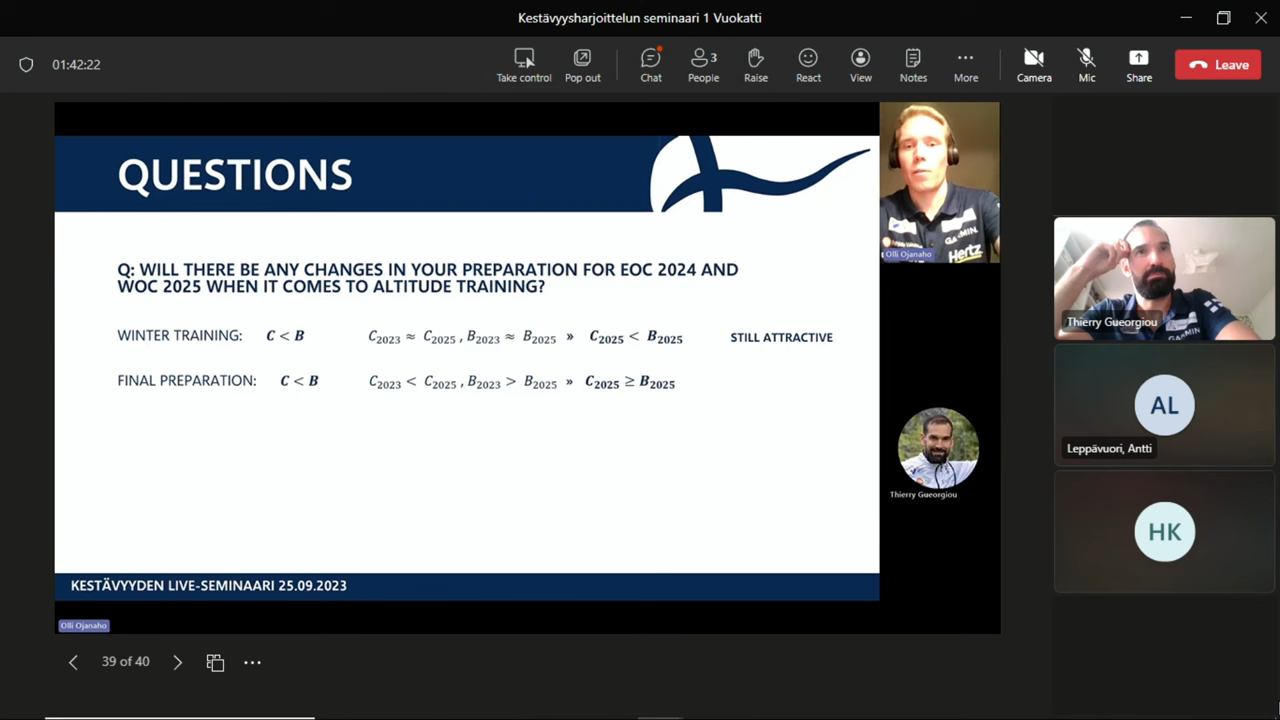 Kestävyysharjoittelun seminaari 1 Vuokatti
01:42:22
Take control
Pop out
Chat
3
People
Raise
React
View
Notes
More
Camera
Mic
Share
Leave
QUESTIONS
Q: WILL THERE BE ANY CHANGES IN YOUR PREPARATION FOR EOC 2024 AND
WOC 2025 WHEN IT COMES TO ALTITUDE TRAINING?
WINTER TRAINING: C < B C₂₀₂₃ ≈ C₂₀₂₅ , B₂₀₂₃ ≈ B₂₀₂₅ » C₂₀₂₅ < B₂₀₂₅ STILL ATTRACTIVE
FINAL PREPARATION: C < B C₂₀₂₃ < C₂₀₂₅ , B₂₀₂₃ > B₂₀₂₅ » C₂₀₂₅ ≥ B₂₀₂₅
KESTÄVYYDEN LIVE-SEMINAARI 25.09.2023
Olli Ojanaho
GARMIN
Hertz
Olli Ojanaho
Thierry Gueorgiou
Thierry Gueorgiou
GARMIN
AL
Leppävuori, Antti
HK
39 of 40